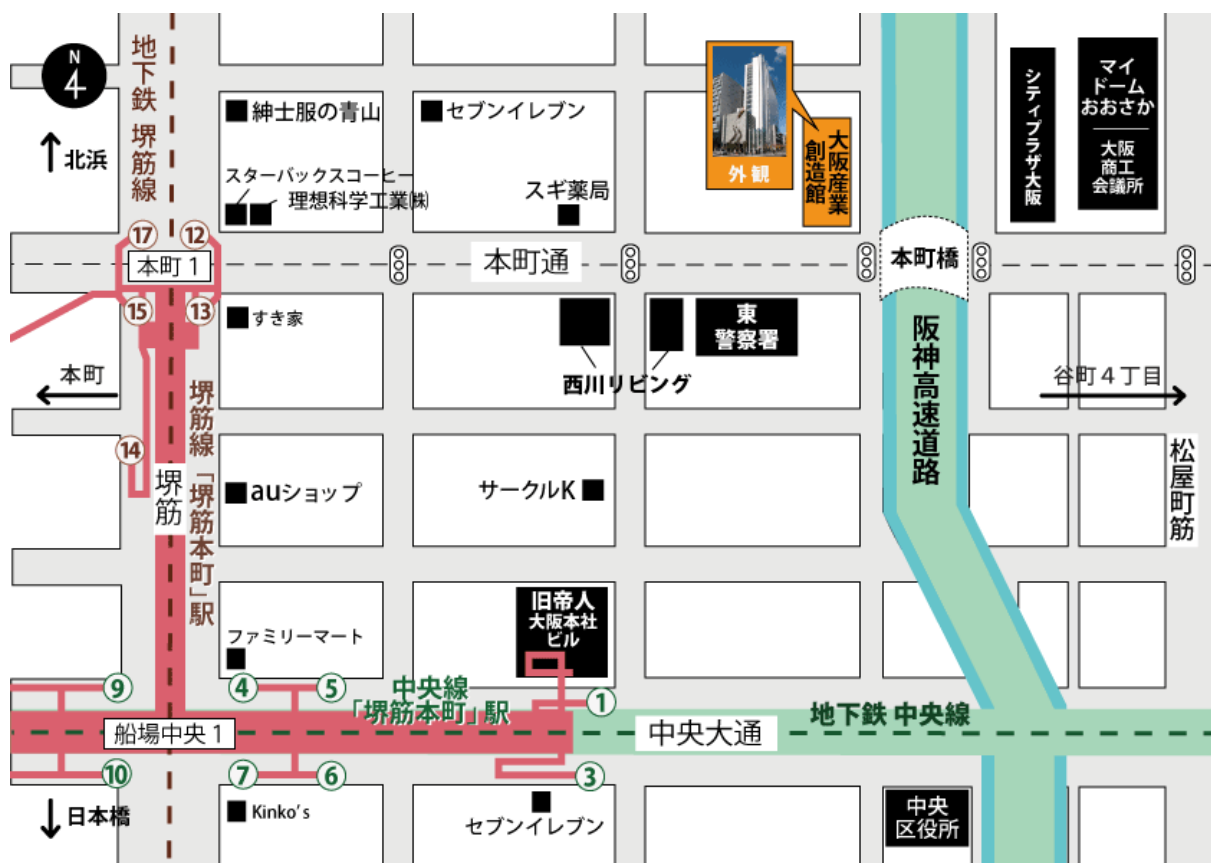 N
4
北浜
地下鉄 堺筋線
紳士服の青山
セブンイレブン
スターバックスコーヒー
理想科学工業㈱
スギ薬局
外観
大阪産業
創造館
シティプラザ大阪
マイ
ドーム
おおさか
大阪
商工
会議所
17
12
本町1
15
13
本町通
本町橋
すき家
東
警察署
西川リビング
本町
阪神高速道路
谷町4丁目
14
堺筋
堺筋線「堺筋本町」駅
auショップ
サークルK
松屋町筋
旧帝人
大阪本社
ビル
ファミリーマート
9
4
5
中央線
「堺筋本町」駅
1
地下鉄 中央線
船場中央1
中央大通
10
7
6
3
日本橋
Kinko's
セブンイレブン
中央
区役所